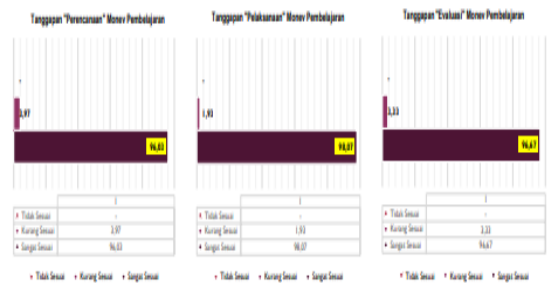 Tanggapan "Perencanaan" Monev Pembelajaran
-
3,97
96,03
1
Tidak Sesuai -
Kurang Sesuai 3,97
Sangat Sesuai 96,03
Tidak Sesuai Kurang Sesuai Sangat Sesuai
Tanggapan "Pelaksanaan" Monev Pembelajaran
-
1,93
98,07
1
Tidak Sesuai -
Kurang Sesuai 1,93
Sangat Sesuai 98,07
Tidak Sesuai Kurang Sesuai Sangat Sesuai
Tanggapan "Evaluasi" Monev Pembelajaran
-
3,33
96,67
1
Tidak Sesuai -
Kurang Sesuai 3,33
Sangat Sesuai 96,67
Tidak Sesuai Kurang Sesuai Sangat Sesuai